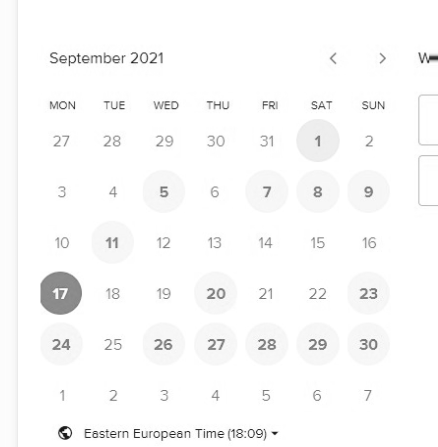 September 2021 < >
MON TUE WED THU FRI SAT SUN
27 28 29 30 31 1 2
3 4 5 6 7 8 9
10 11 12 13 14 15 16
17 18 19 20 21 22 23
24 25 26 27 28 29 30
1 2 3 4 5 6 7
Eastern European Time (18:09)